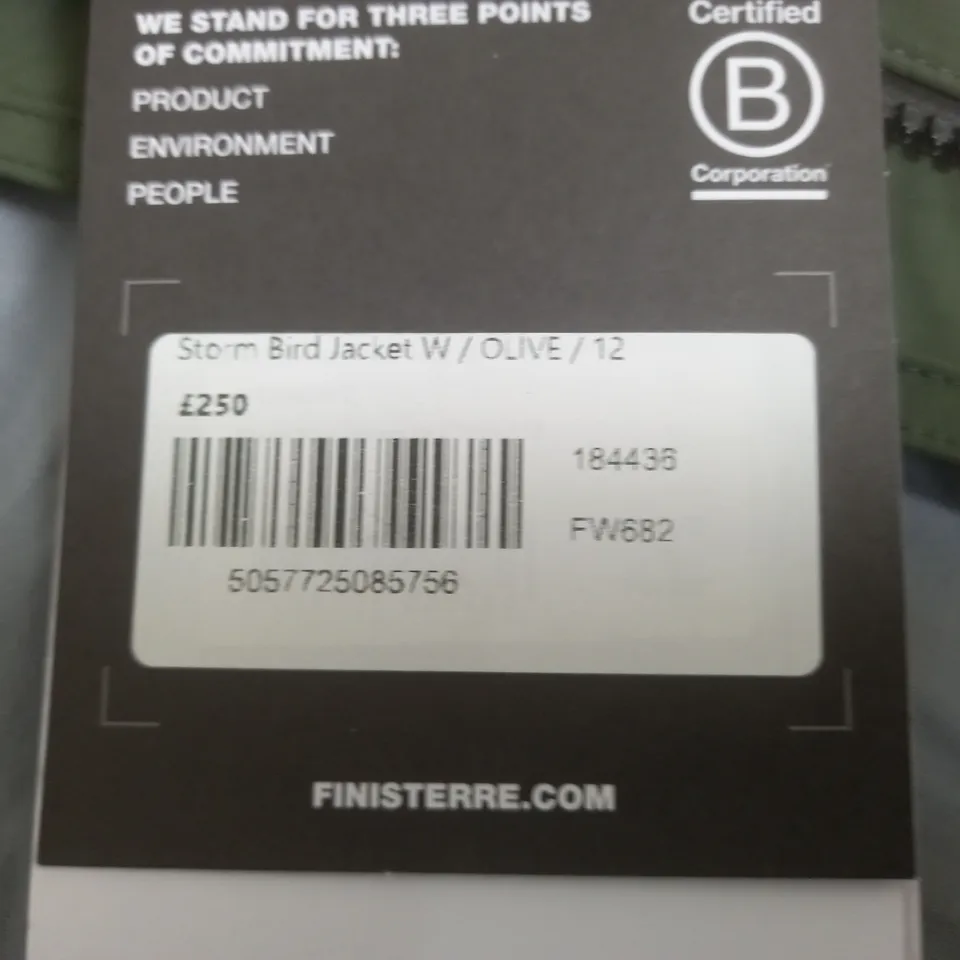 WE STAND FOR THREE POINTS
OF COMMITMENT:
PRODUCT
ENVIRONMENT
PEOPLE
Certified
B
Corporation
Storm Bird Jacket W / OLIVE / 12
£250
184436
FW682
5057725085756
FINISTERRE.COM